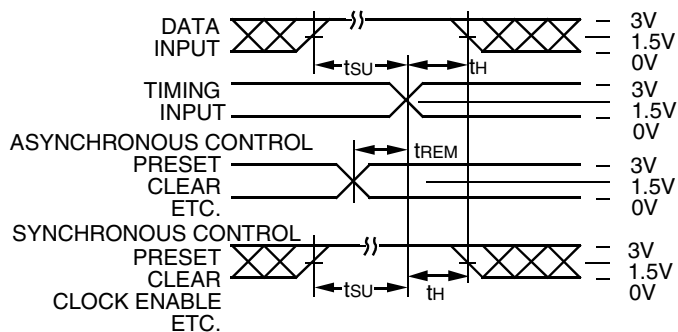 DATA
INPUT
3V
1.5V
0V
tSU
tH
TIMING
INPUT
3V
1.5V
0V
ASYNCHRONOUS CONTROL
PRESET
CLEAR
ETC.
tREM
3V
1.5V
0V
SYNCHRONOUS CONTROL
PRESET
CLEAR
CLOCK ENABLE
ETC.
tSU
tH
3V
1.5V
0V